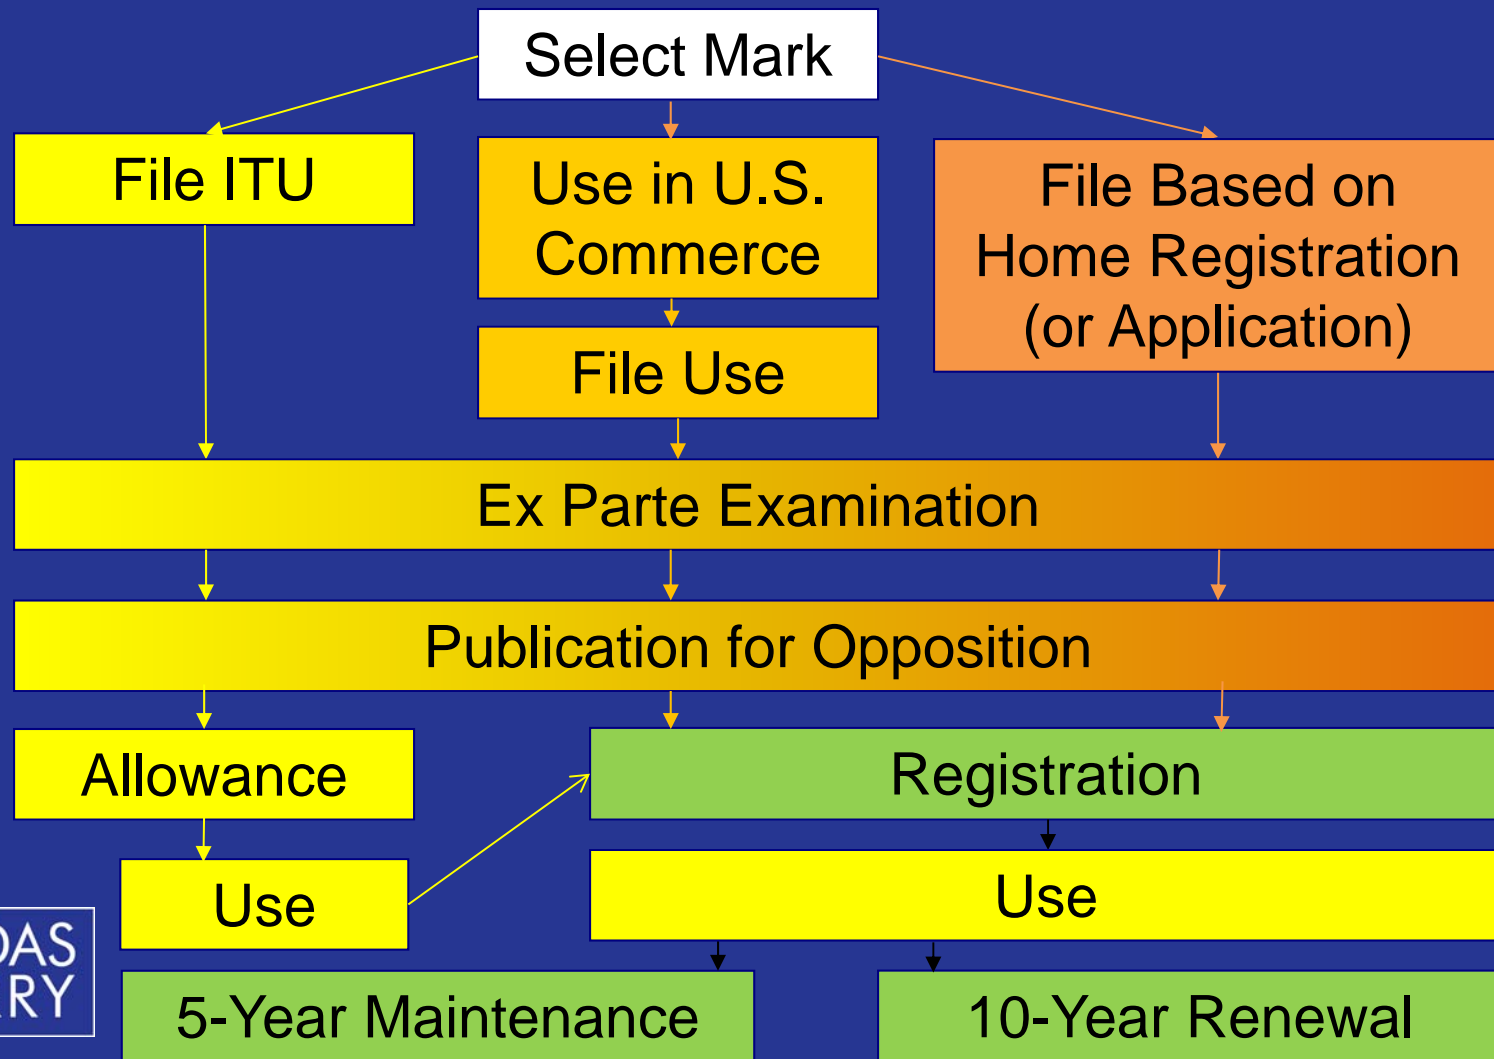 Select Mark
File ITU
Use in U.S.
Commerce
File Based on
Home Registration
(or Application)
File Use
Ex Parte Examination
Publication for Opposition
Allowance
Registration
Use
Use
5-Year Maintenance
10-Year Renewal